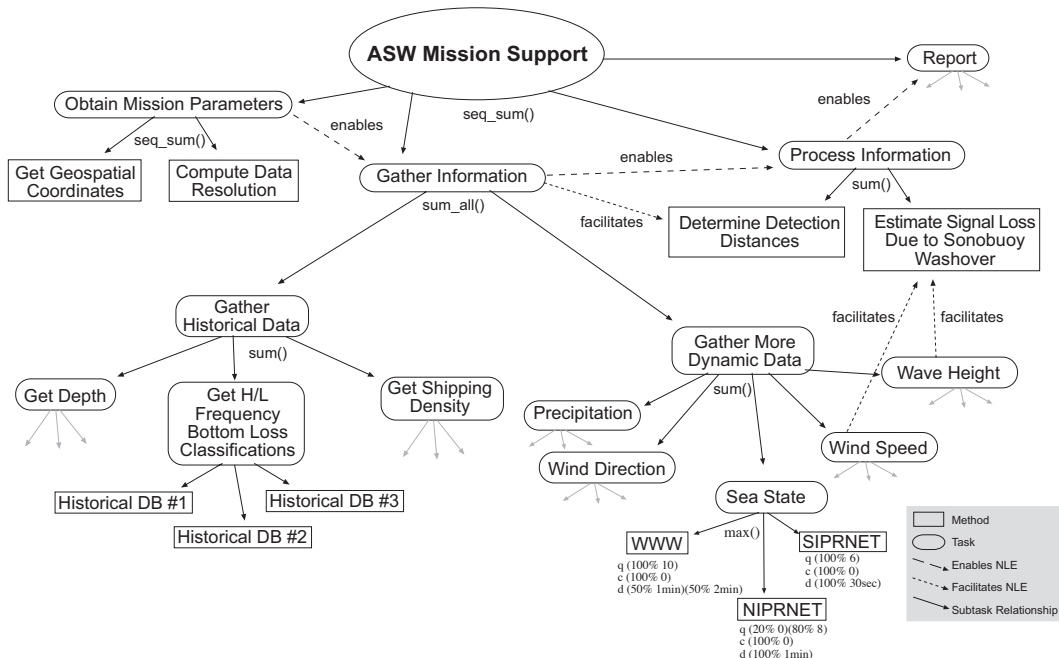 ASW Mission Support
Report
Obtain Mission Parameters
enables
seq_sum()
seq_sum()
enables
Get Geospatial
Coordinates
Compute Data
Resolution
Gather Information
enables
Process Information
sum_all()
facilitates
sum()
Determine Detection
Distances
Estimate Signal Loss
Due to Sonobuoy
Washover
Gather
Historical Data
sum()
facilitates
facilitates
Gather More
Dynamic Data
sum()
Get Depth
Get H/L
Frequency
Bottom Loss
Classifications
Get Shipping
Density
Wave Height
Precipitation
Wind Direction
Wind Speed
Historical DB #1
Historical DB #3
Historical DB #2
Sea State
max()
WWW
q (100% 10)
c (100% 0)
d (50% 1min)(50% 2min)
SIPRNET
q (100% 6)
c (100% 0)
d (100% 30sec)
NIPRNET
q (20% 0)(80% 8)
c (100% 0)
d (100% 1min)
Method
Task
Enables NLE
Facilitates NLE
Subtask Relationship